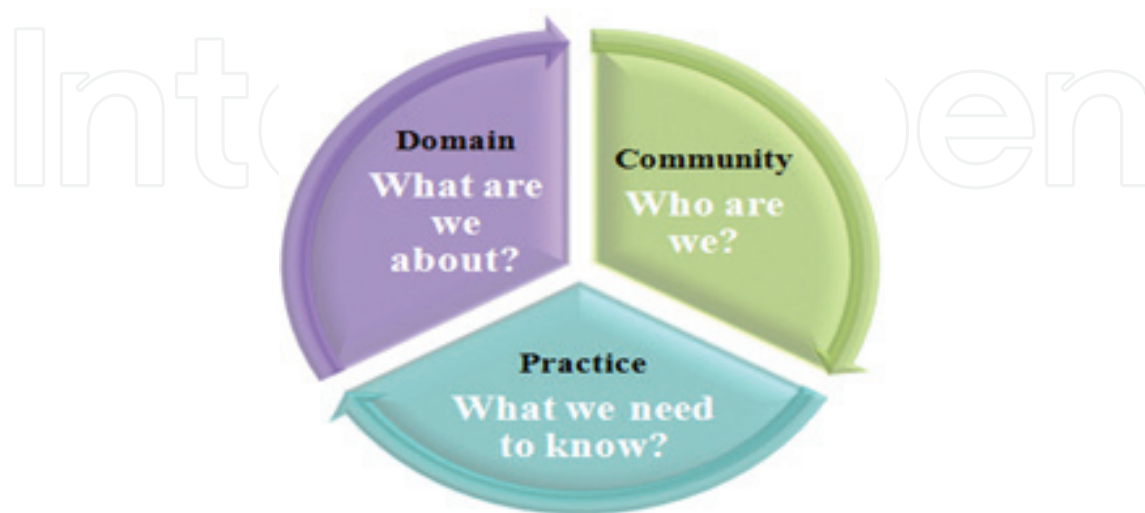 Domain
What are
we
about?
Community
Who are
we?
Practice
What we need
to know?